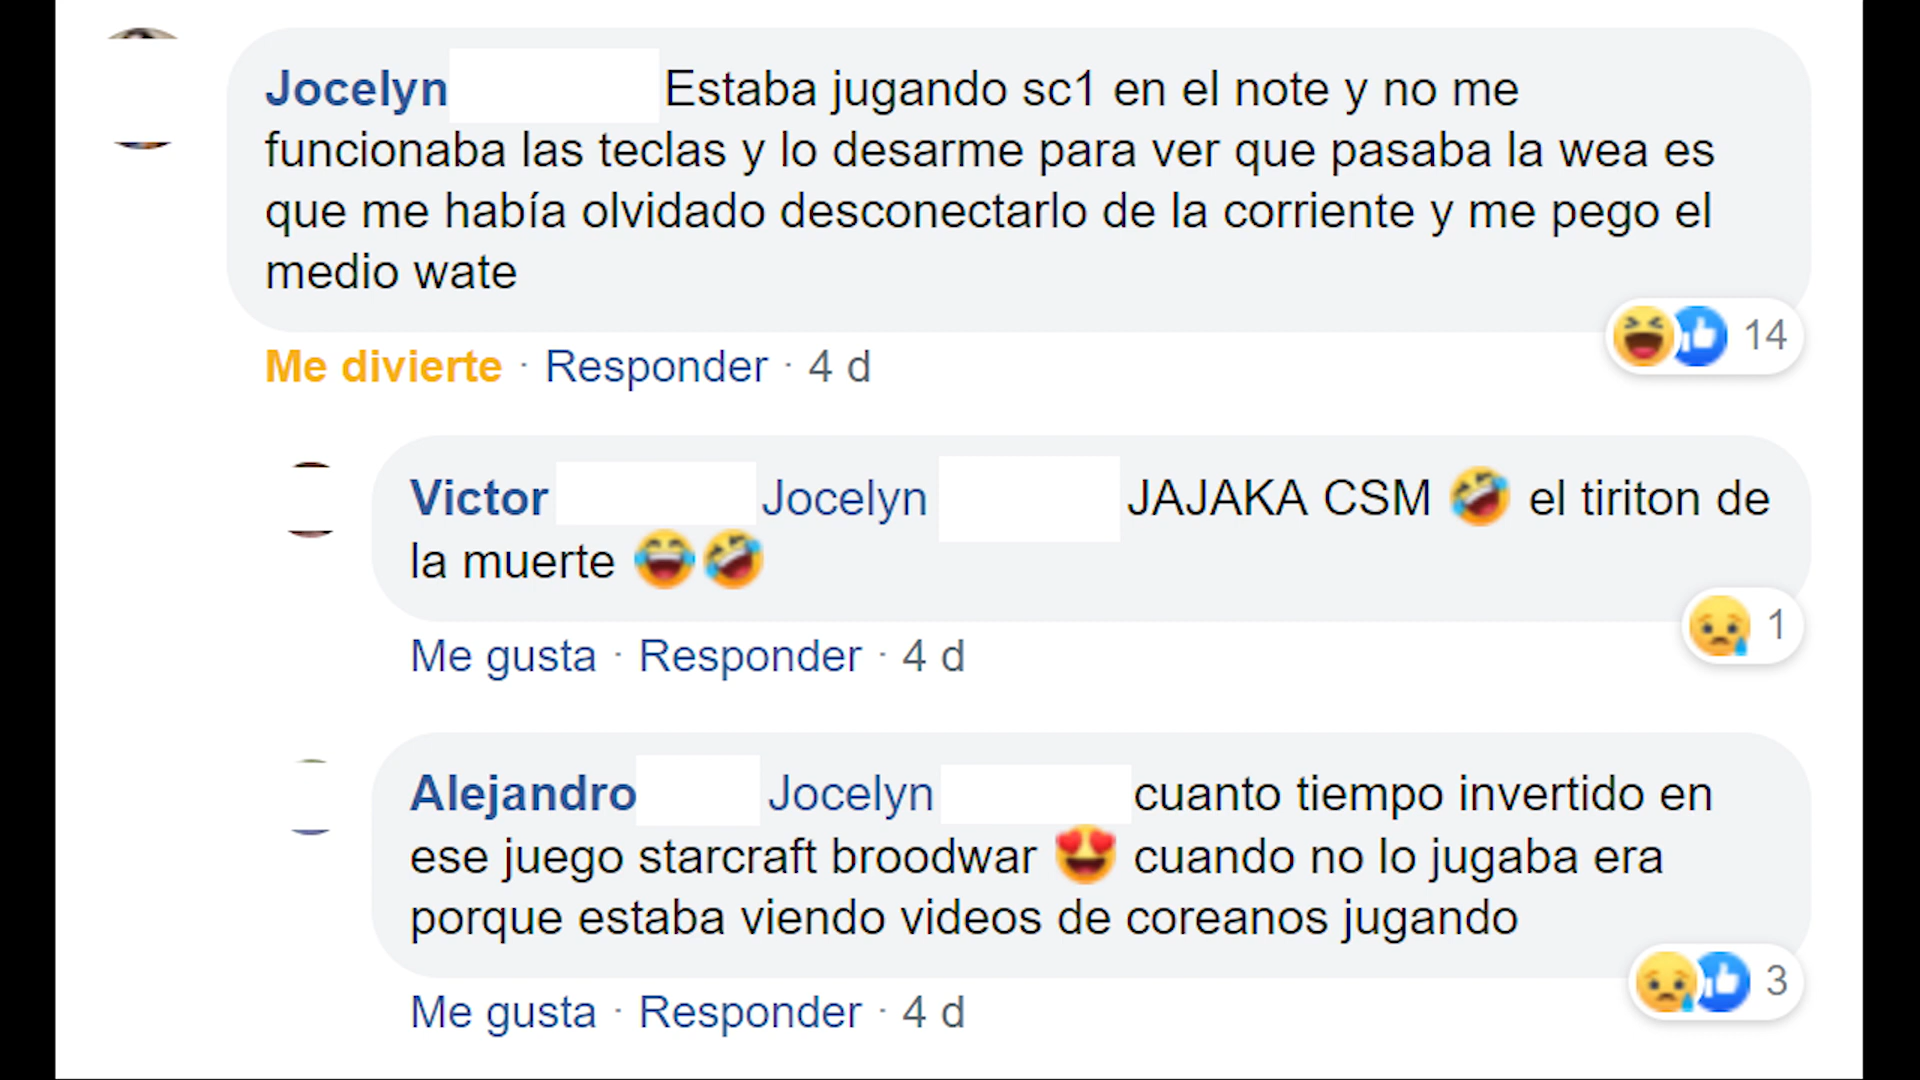 Jocelyn Estaba jugando sc1 en el note y no me
funcionaba las teclas y lo desarme para ver que pasaba la wea es
que me había olvidado desconectarlo de la corriente y me pego el
medio wate
14
Me divierte · Responder · 4 d
Victor Jocelyn JAJAKA CSM 🤣 el tiriton de
la muerte 😂🤣
1
Me gusta · Responder · 4 d
Alejandro Jocelyn cuanto tiempo invertido en
ese juego starcraft broodwar 😍 cuando no lo jugaba era
porque estaba viendo videos de coreanos jugando
3
Me gusta · Responder · 4 d